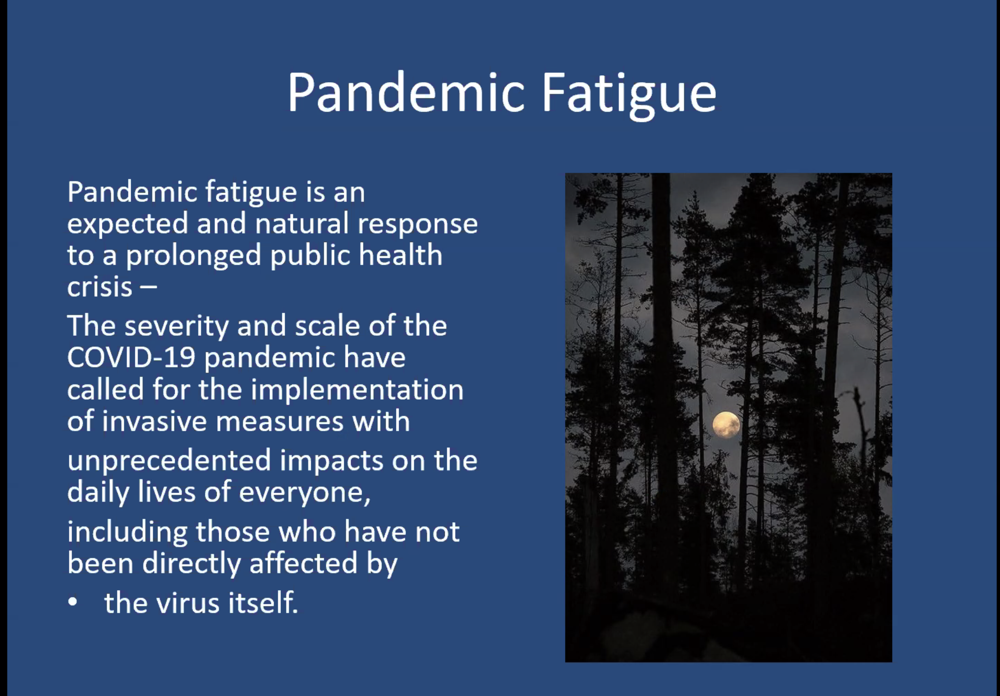 Pandemic Fatigue
Pandemic fatigue is an
expected and natural response
to a prolonged public health
crisis –
The severity and scale of the
COVID-19 pandemic have
called for the implementation
of invasive measures with
unprecedented impacts on the
daily lives of everyone,
including those who have not
been directly affected by
• the virus itself.